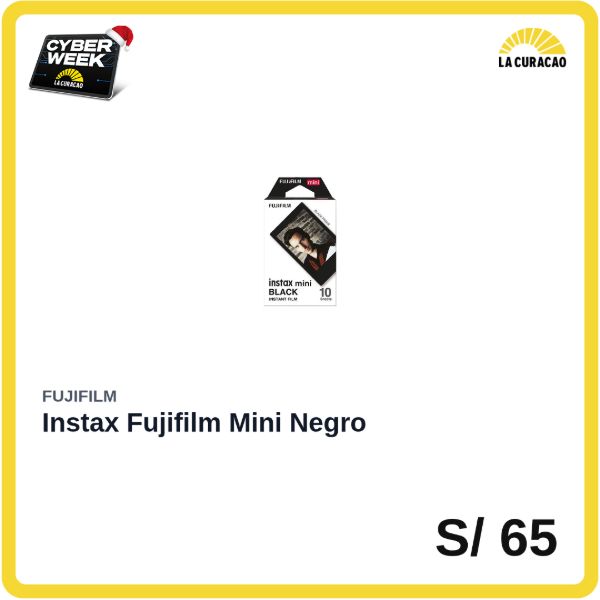 CYBER
WEEK
LA CURACAO
LA CURACAO
FUJIFILM
mini
FUJIFILM
instax mini
BLACK
INSTANT FILM
10
FUJIFILM
Instax Fujifilm Mini Negro
S/ 65